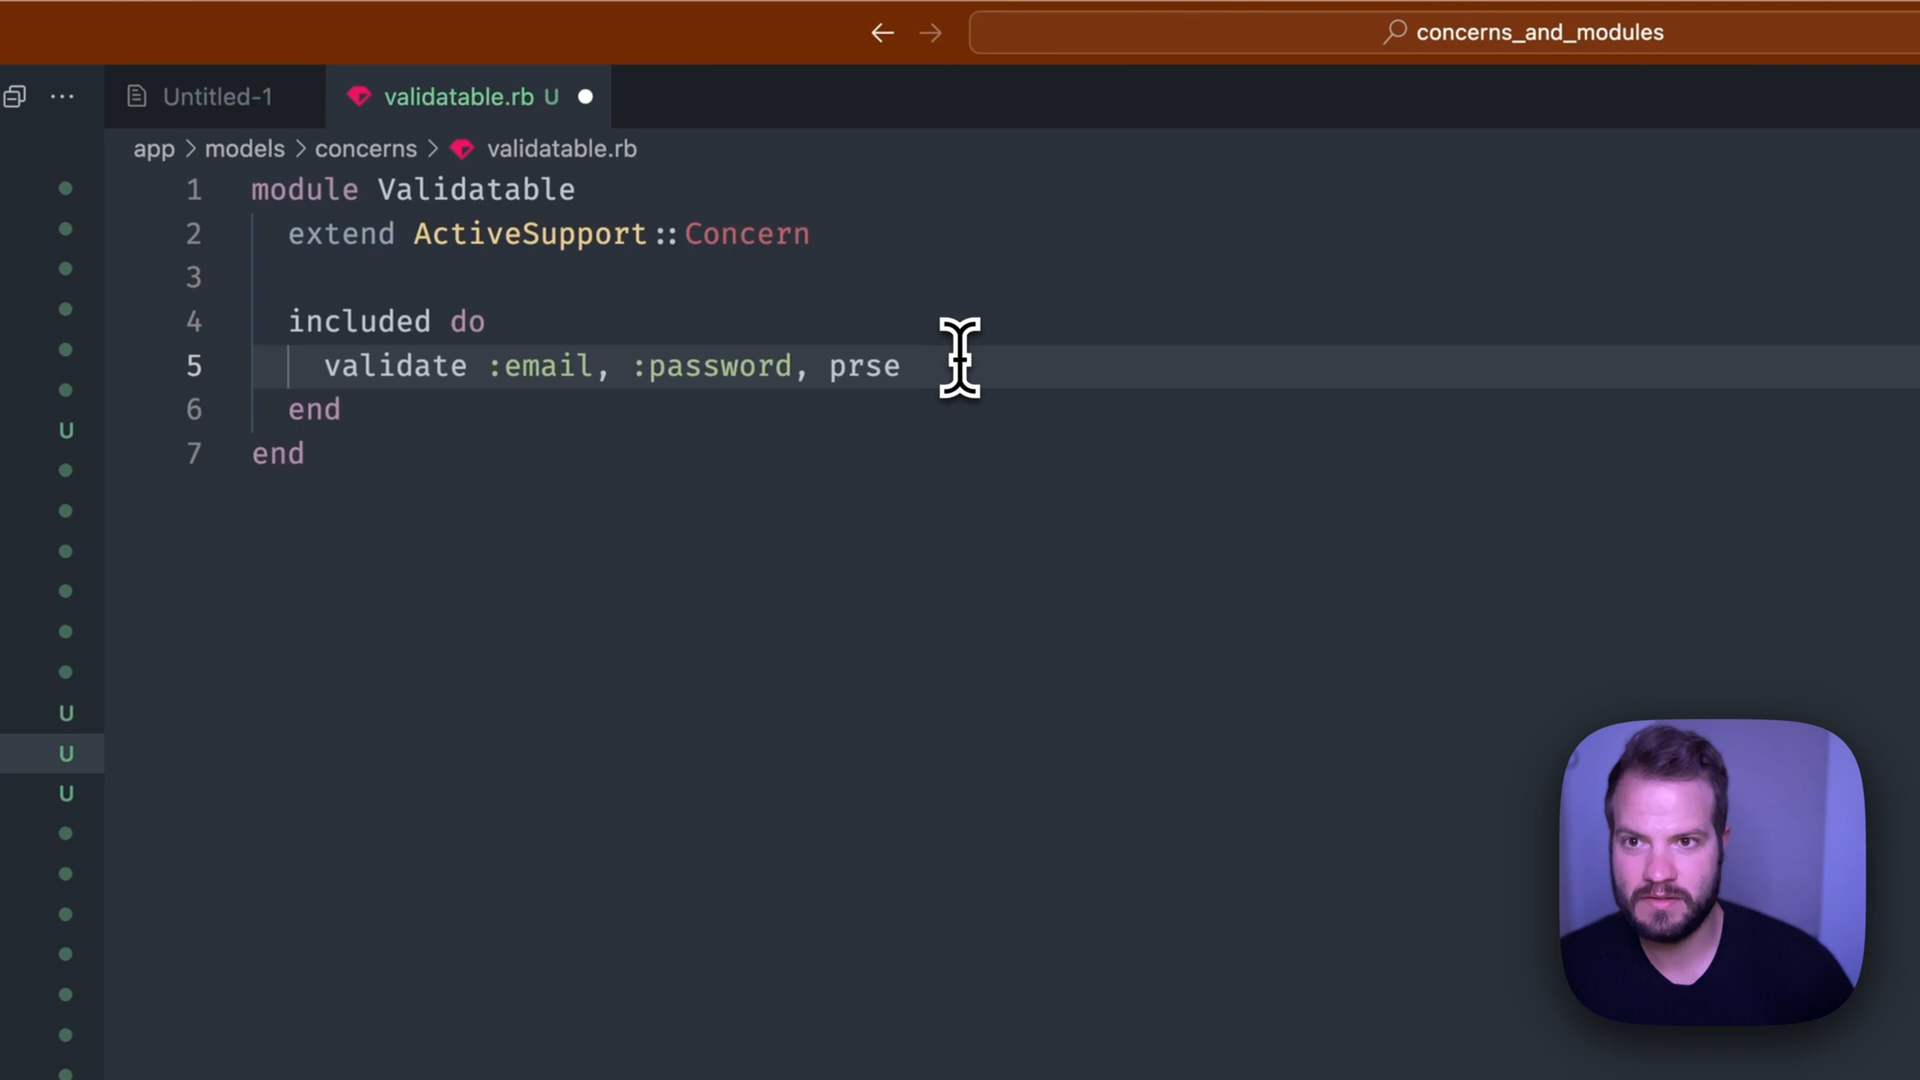 concerns_and_modules
Untitled-1
validatable.rb U
app > models > concerns > validatable.rb
1 module Validatable
2 extend ActiveSupport::Concern
3
4 included do
5 validate :email, :password, prse
6 end
7 end
U
U
U
U